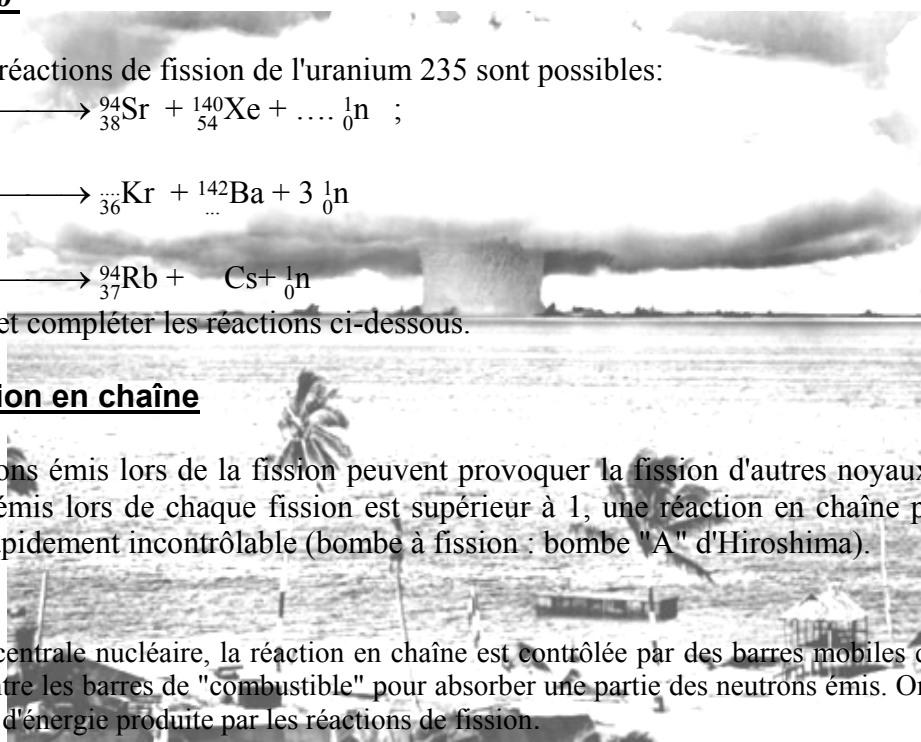 réactions de fission de l'uranium 235 sont possibles:
⟶ ⁹⁴₃₈Sr + ¹⁴⁰₅₄Xe + …. ¹₀n ;
⟶ ᠁₃₆Kr + ¹⁴²Ba + 3 ¹₀n
...
⟶ ⁹⁴₃₇Rb + Cs+ ¹₀n
et compléter les réactions ci-dessous.
ion en chaîne
ons émis lors de la fission peuvent provoquer la fission d'autres noyaux
émis lors de chaque fission est supérieur à 1, une réaction en chaîne p
pidement incontrôlable (bombe à fission : bombe "A" d'Hiroshima).
centrale nucléaire, la réaction en chaîne est contrôlée par des barres mobiles
tre les barres de "combustible" pour absorber une partie des neutrons émis. On
d'énergie produite par les réactions de fission.